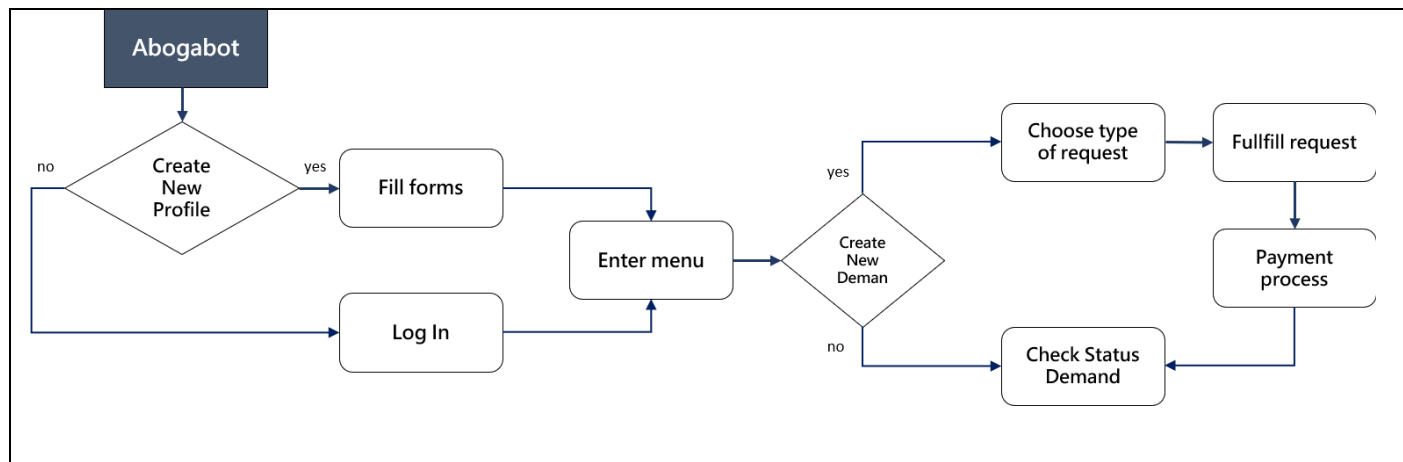 Abogabot
no
Create
New
Profile
yes
Fill forms
Log In
Enter menu
yes
Create
New
Deman
no
Choose type
of request
Fullfill request
Payment
process
Check Status
Demand